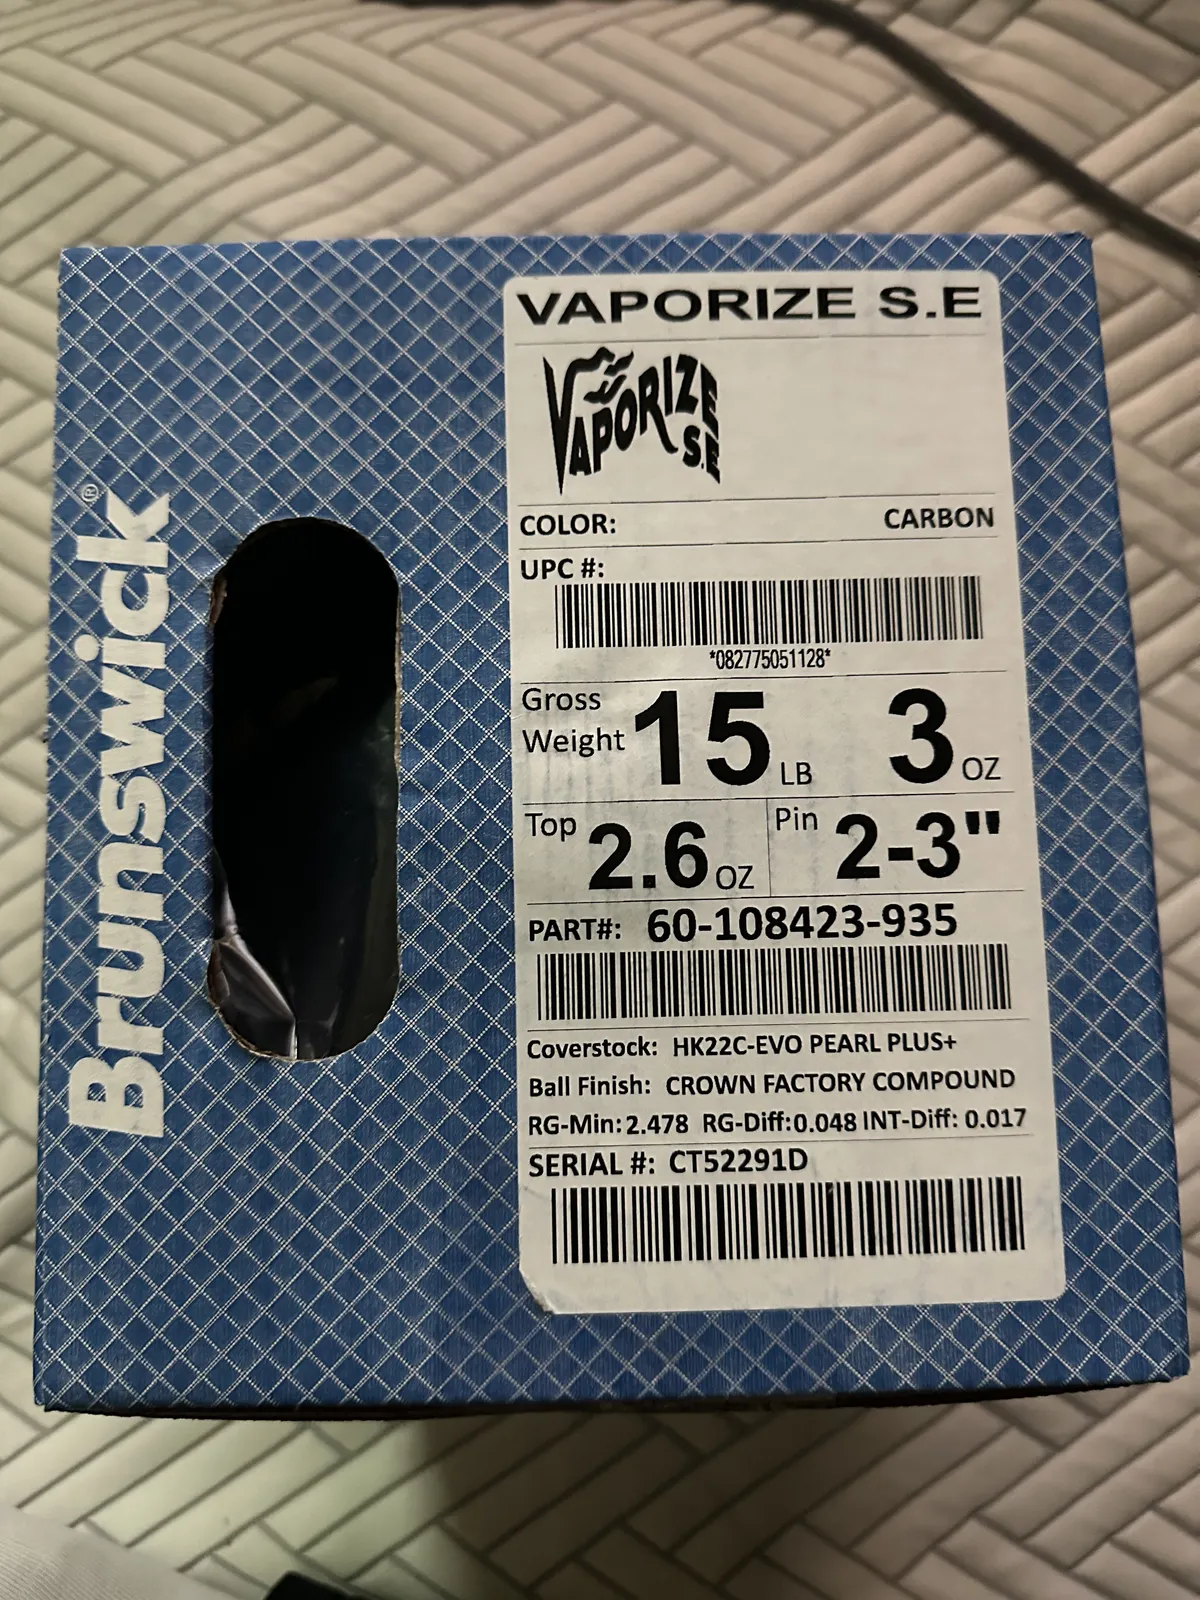 Brunswick®
VAPORIZE S.E
VAPORIZE
S.E
COLOR: CARBON
UPC #:
*082775051128*
Gross Weight 15 LB 3 OZ
Top 2.6 OZ Pin 2-3"
PART#: 60-108423-935
Coverstock: HK22C-EVO PEARL PLUS+
Ball Finish: CROWN FACTORY COMPOUND
RG-Min: 2.478 RG-Diff:0.048 INT-Diff: 0.017
SERIAL #: CT52291D